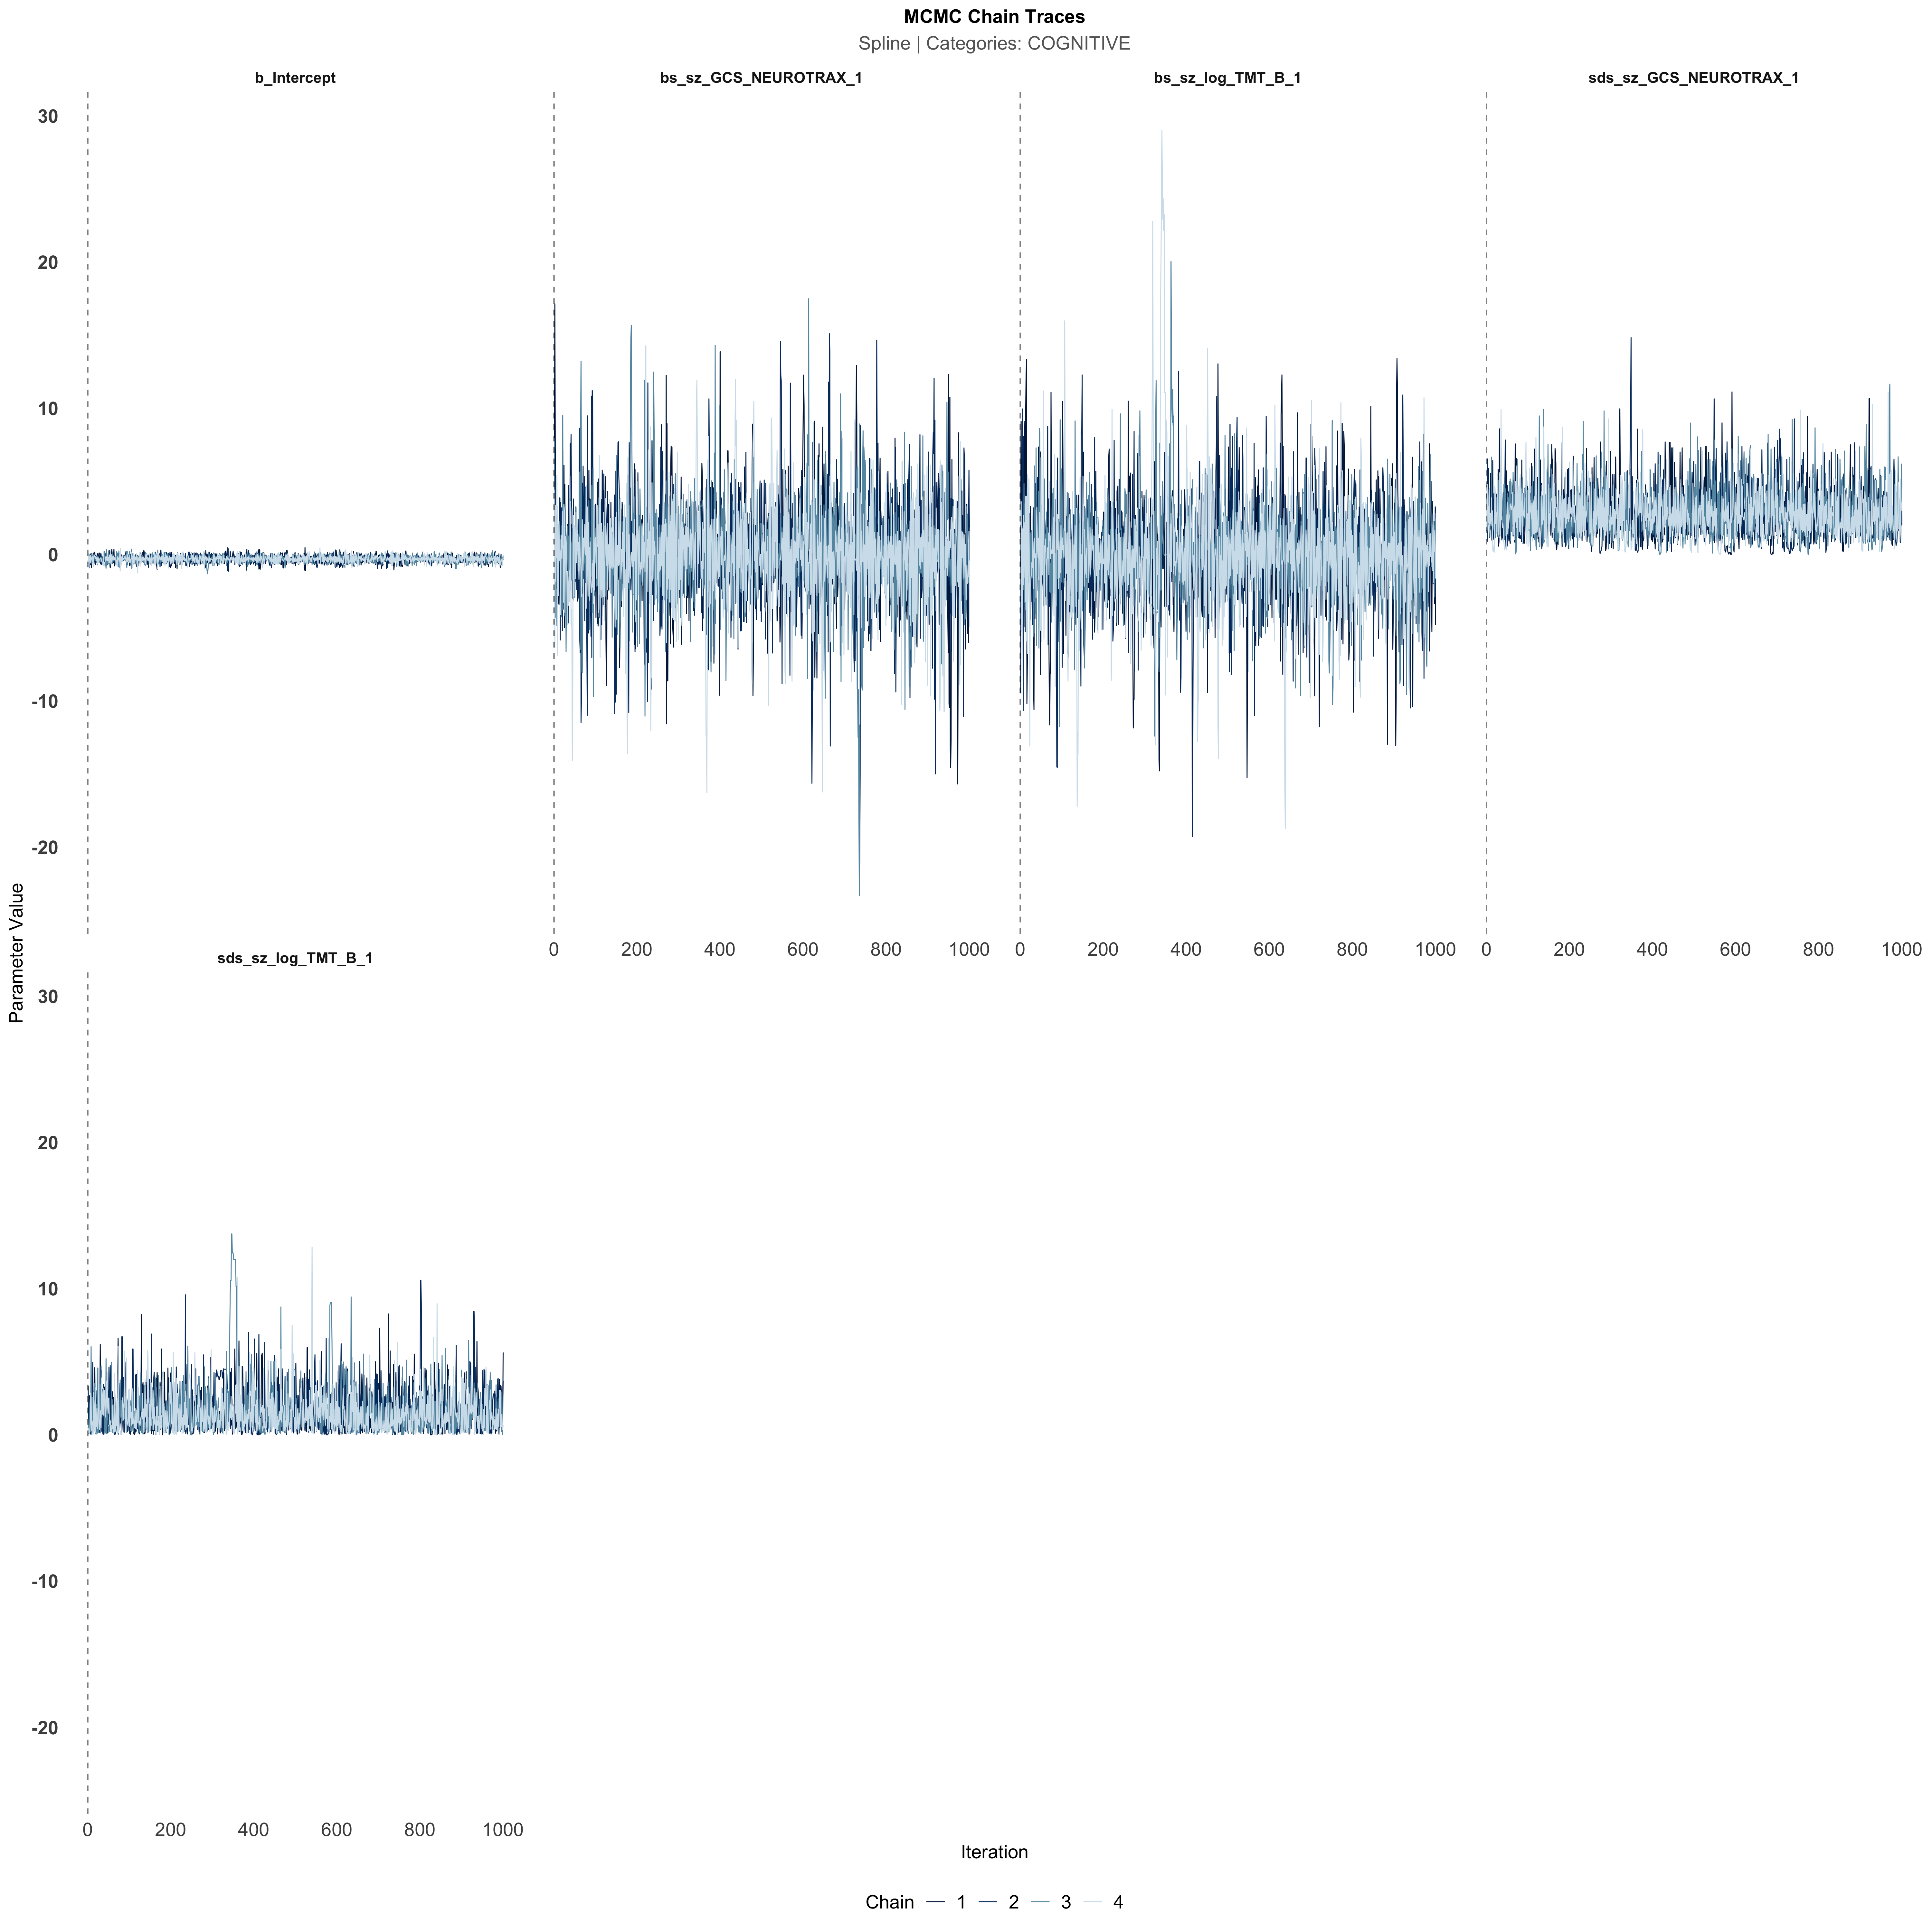 MCMC Chain Traces
Spline | Categories: COGNITIVE
b_Intercept
bs_sz_GCS_NEUROTRAX_1
bs_sz_log_TMT_B_1
sds_sz_GCS_NEUROTRAX_1
30
20
10
0
-10
-20
0 200 400 600 800 1000
0 200 400 600 800 1000
0 200 400 600 800 1000
Parameter Value
sds_sz_log_TMT_B_1
30
20
10
0
-10
-20
0 200 400 600 800 1000
Iteration
Chain 1 2 3 4